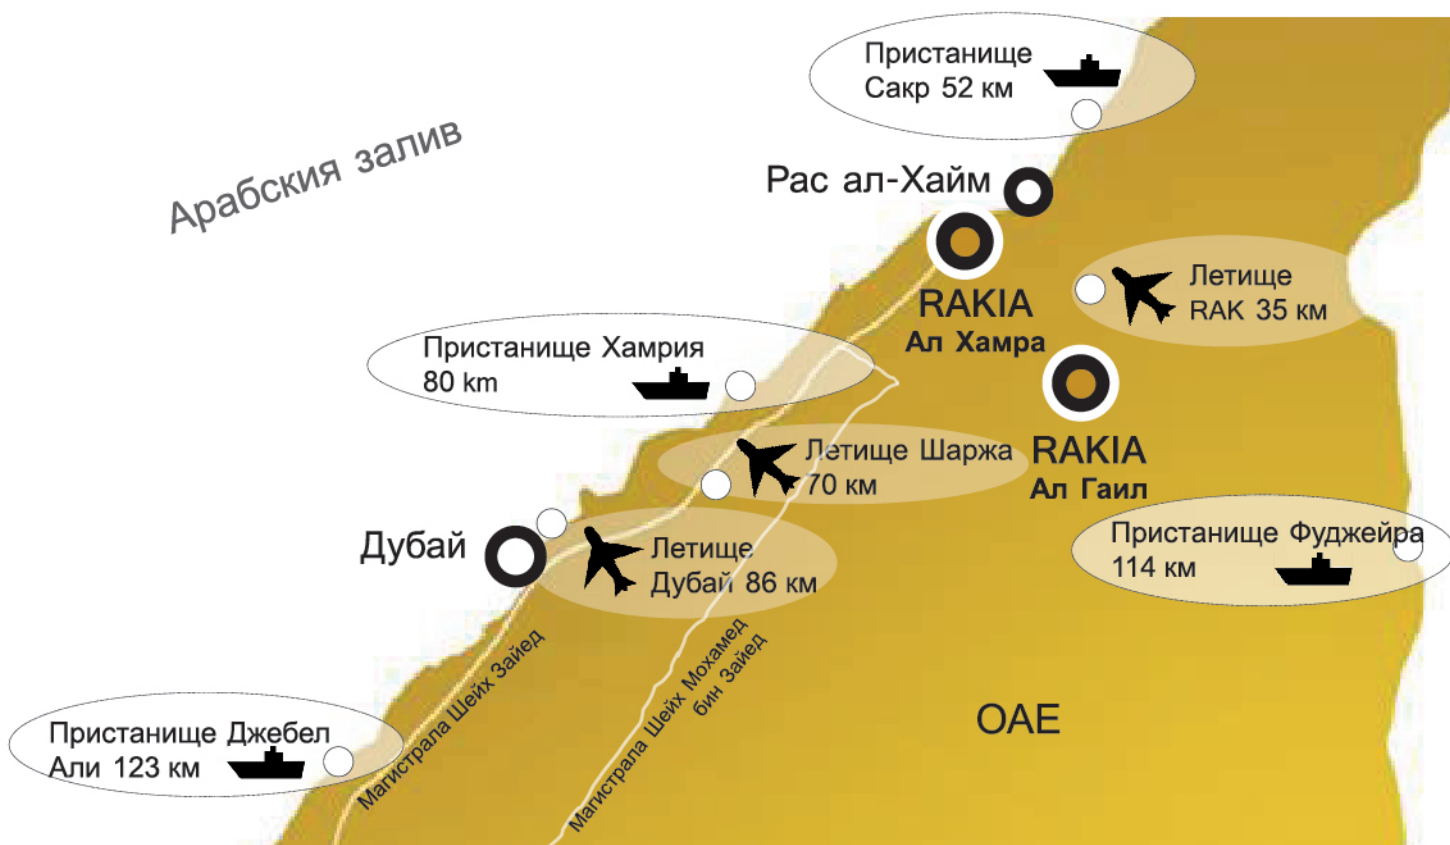 Пристанище
Сакр 52 км
Арабския залив
Рас ал-Хайм
Летище
RAK 35 км
RAKIA
Ал Хамра
Пристанище Хамрия
80 km
RAKIA
Ал Гаил
Летище Шаржа
70 км
Пристанище Фуджейра
114 км
Дубай
Летище
Дубай 86 км
Магистрала Шейх Зайед
Магистрала Шейх Мохамед
бин Зайед
ОАЕ
Пристанище Джебел
Али 123 км